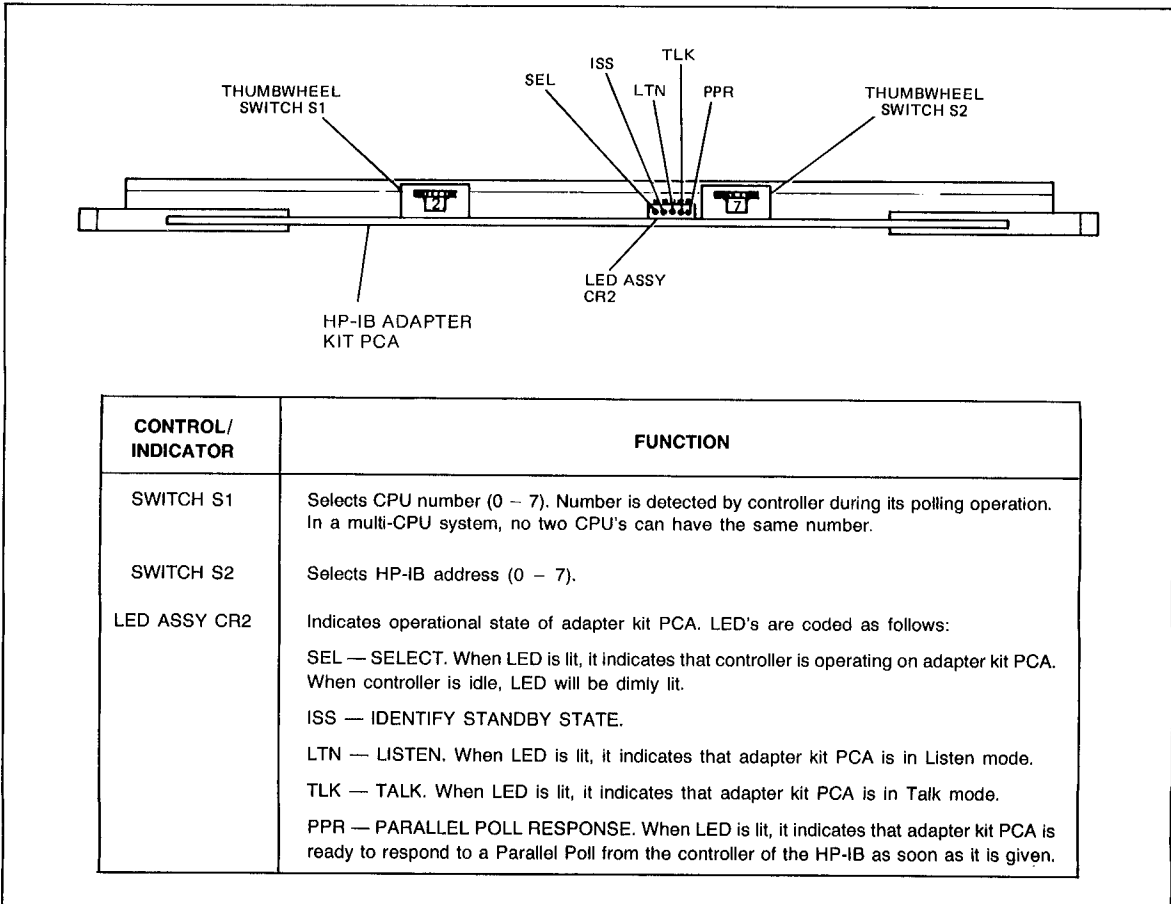 THUMBWHEEL
SWITCH S1
SEL
ISS
LTN
TLK
PPR
THUMBWHEEL
SWITCH S2
2
7
LED ASSY
CR2
HP-IB ADAPTER
KIT PCA
CONTROL/
INDICATOR
FUNCTION
SWITCH S1
Selects CPU number (0 – 7). Number is detected by controller during its polling operation.
In a multi-CPU system, no two CPU's can have the same number.
SWITCH S2
Selects HP-IB address (0 – 7).
LED ASSY CR2
Indicates operational state of adapter kit PCA. LED's are coded as follows:
SEL — SELECT. When LED is lit, it indicates that controller is operating on adapter kit PCA.
When controller is idle, LED will be dimly lit.
ISS — IDENTIFY STANDBY STATE.
LTN — LISTEN. When LED is lit, it indicates that adapter kit PCA is in Listen mode.
TLK — TALK. When LED is lit, it indicates that adapter kit PCA is in Talk mode.
PPR — PARALLEL POLL RESPONSE. When LED is lit, it indicates that adapter kit PCA is
ready to respond to a Parallel Poll from the controller of the HP-IB as soon as it is given.